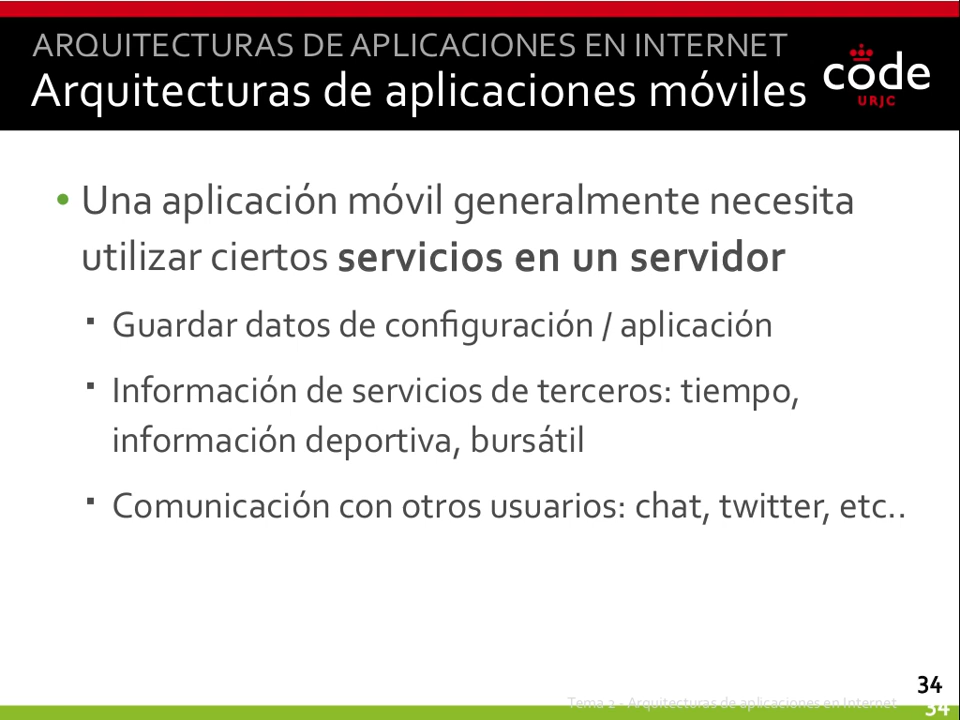 ARQUITECTURAS DE APLICACIONES EN INTERNET
Arquitecturas de aplicaciones móviles
code
URJC
• Una aplicación móvil generalmente necesita
utilizar ciertos servicios en un servidor
▪ Guardar datos de configuración / aplicación
▪ Información de servicios de terceros: tiempo,
información deportiva, bursátil
▪ Comunicación con otros usuarios: chat, twitter, etc..
34
Tema 2 - Arquitecturas de aplicaciones en Internet
34